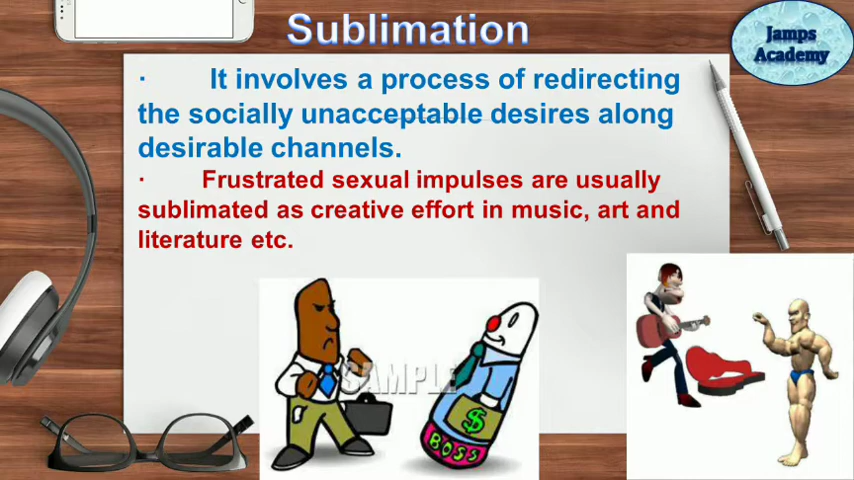 Sublimation
Jamps
Academy
· It involves a process of redirecting
the socially unacceptable desires along
desirable channels.
· Frustrated sexual impulses are usually
sublimated as creative effort in music, art and
literature etc.
SAMPLE
$
BOSS